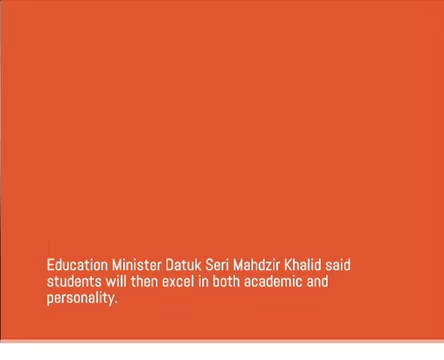 Education Minister Datuk Seri Mahdzir Khalid said
students will then excel in both academic and
personality.